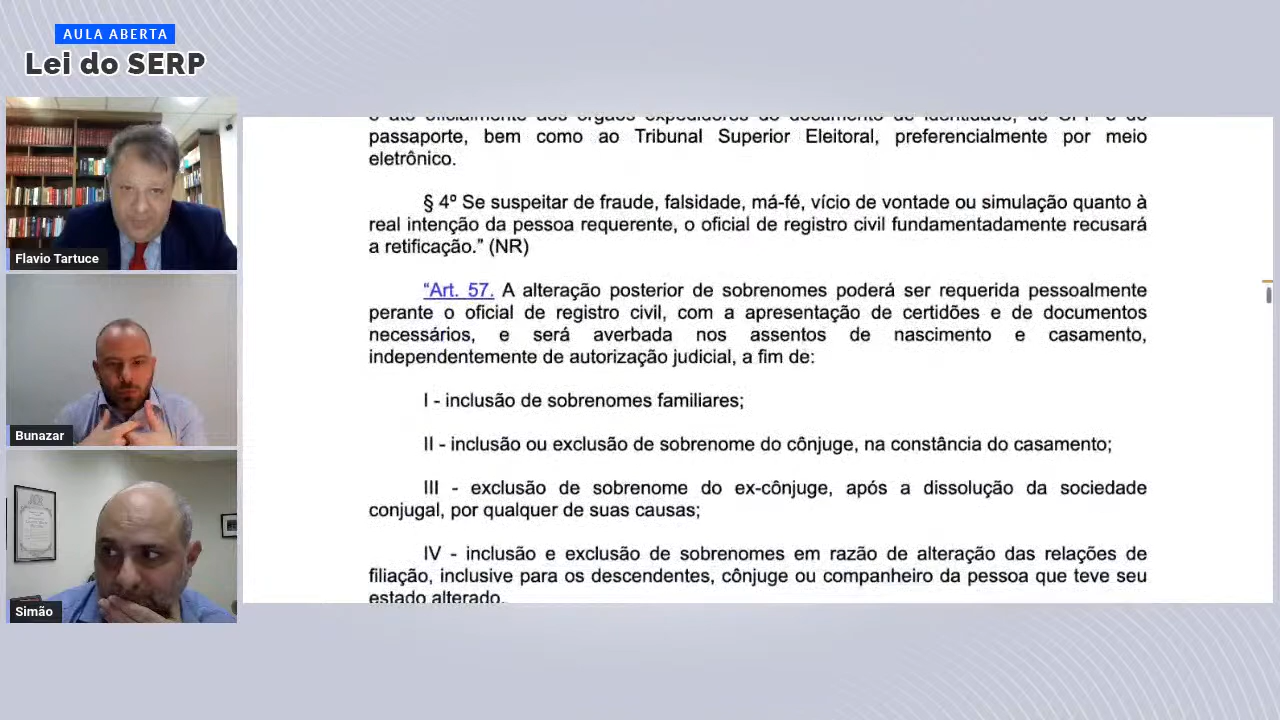 AULA ABERTA
Lei do SERP
Flavio Tartuce
Bunazar
Simão
passaporte, bem como ao Tribunal Superior Eleitoral, preferencialmente por meio
eletrônico.
§ 4º Se suspeitar de fraude, falsidade, má-fé, vício de vontade ou simulação quanto à
real intenção da pessoa requerente, o oficial de registro civil fundamentadamente recusará
a retificação.” (NR)
“Art. 57. A alteração posterior de sobrenomes poderá ser requerida pessoalmente
perante o oficial de registro civil, com a apresentação de certidões e de documentos
necessários, e será averbada nos assentos de nascimento e casamento,
independentemente de autorização judicial, a fim de:
I - inclusão de sobrenomes familiares;
II - inclusão ou exclusão de sobrenome do cônjuge, na constância do casamento;
III - exclusão de sobrenome do ex-cônjuge, após a dissolução da sociedade
conjugal, por qualquer de suas causas;
IV - inclusão e exclusão de sobrenomes em razão de alteração das relações de
filiação, inclusive para os descendentes, cônjuge ou companheiro da pessoa que teve seu
estado alterado.